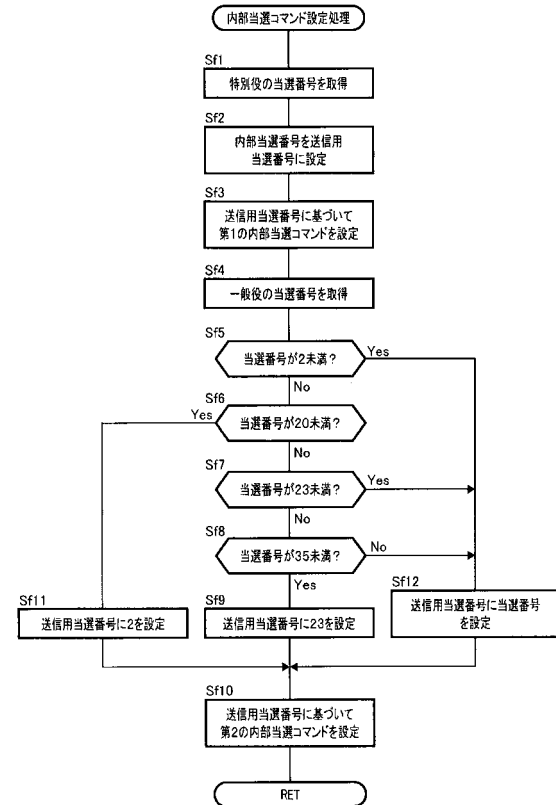 内部当選コマンド設定処理
Sf1
特別役の当選番号を取得
Sf2
内部当選番号を送信用
当選番号に設定
Sf3
送信用当選番号に基づいて
第1の内部当選コマンドを設定
Sf4
一般役の当選番号を取得
Sf5
当選番号が2未満?
Yes
No
Sf6
Yes
当選番号が20未満?
No
Sf7
当選番号が23未満?
Yes
No
Sf8
当選番号が35未満?
No
Yes
Sf11
送信用当選番号に2を設定
Sf9
送信用当選番号に23を設定
Sf12
送信用当選番号に当選番号
を設定
Sf10
送信用当選番号に基づいて
第2の内部当選コマンドを設定
RET